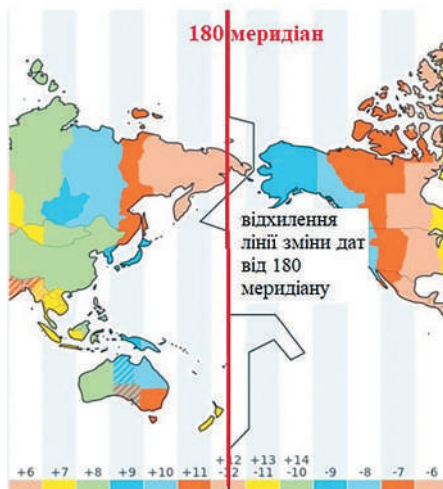 180 меридіан
відхилення
лінії зміни дат
від 180
меридіану
+12 +13 +14
+6 +7 +8 +9 +10 +11 -12 -11 -10 -9 -8 -7 -6